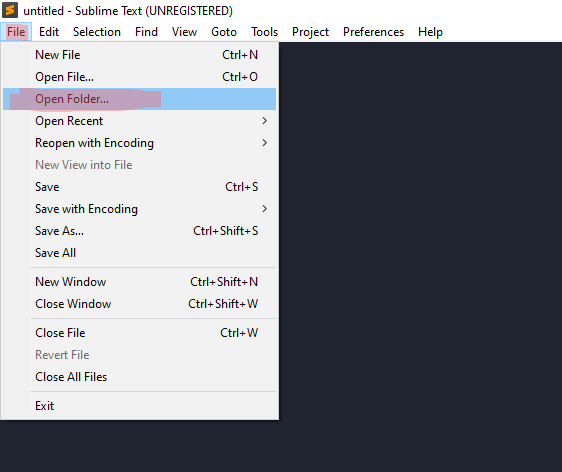 untitled - Sublime Text (UNREGISTERED)
File Edit Selection Find View Goto Tools Project Preferences Help
New File Ctrl+N
Open File... Ctrl+O
Open Folder...
Open Recent
Reopen with Encoding
New View into File
Save Ctrl+S
Save with Encoding
Save As... Ctrl+Shift+S
Save All
New Window Ctrl+Shift+N
Close Window Ctrl+Shift+W
Close File Ctrl+W
Revert File
Close All Files
Exit